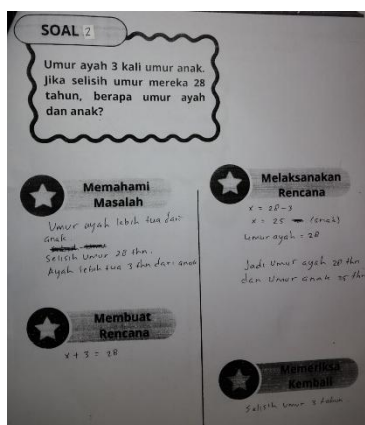 SOAL 2
Umur ayah 3 kali umur anak.
Jika selisih umur mereka 28
tahun, berapa umur ayah
dan anak?
Memahami
Masalah
Umur ayah lebih tua dari
anak
Selisih Umur 28 thn.
Ayah lebih tua 3 thn dari anak
Membuat
Rencana
x + 3 = 28
Melaksanakan
Rencana
x = 28 - 3
x = 25 (anak)
Umur ayah = 28
Jadi umur ayah 28 thn
dan umur anak 25 thn
Memeriksa
Kembali
Selisih umur 3 tahun.